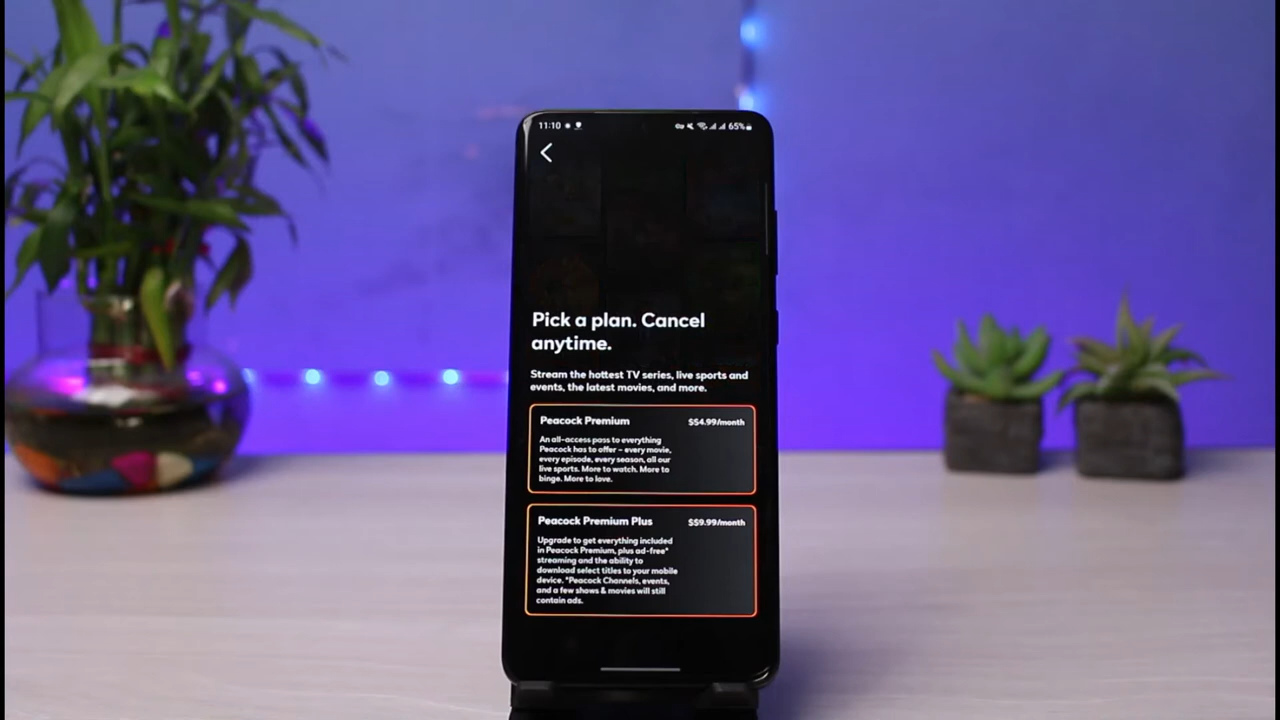 11:10
65%
Pick a plan. Cancel
anytime.
Stream the hottest TV series, live sports and
events, the latest movies, and more.
Peacock Premium $$4.99/month
An all-access pass to everything
Peacock has to offer – every movie,
every episode, every season, all our
live sports. More to watch. More to
binge. More to love.
Peacock Premium Plus $$9.99/month
Upgrade to get everything included
in Peacock Premium, plus ad-free*
streaming and the ability to
download select titles to your mobile
device. *Peacock Channels, events,
and a few shows & movies will still
contain ads.